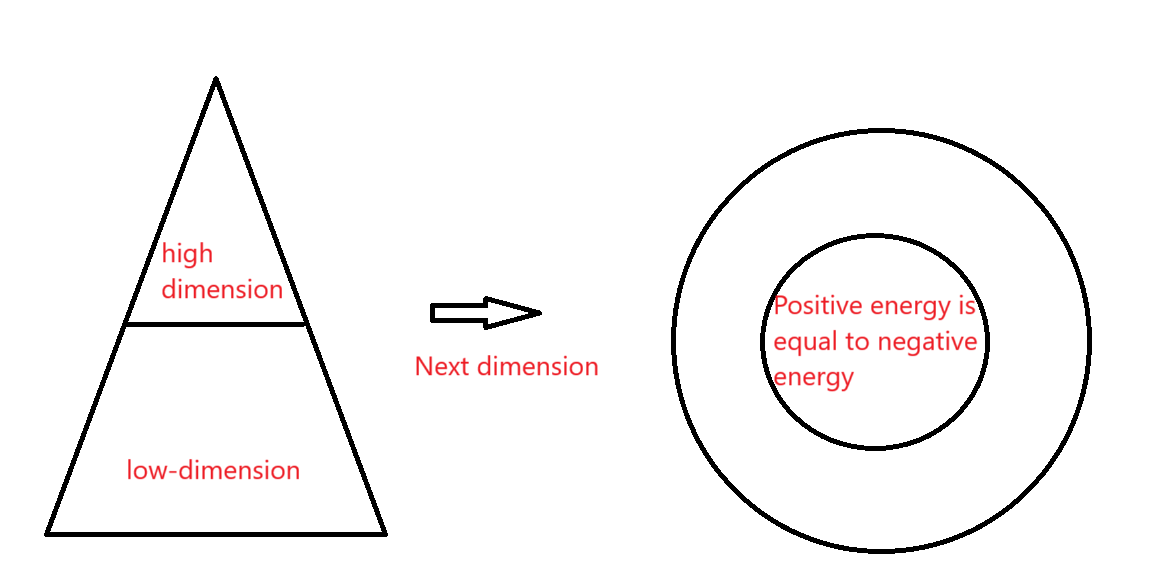 high
dimension
low-dimension
Next dimension
Positive energy is
equal to negative
energy